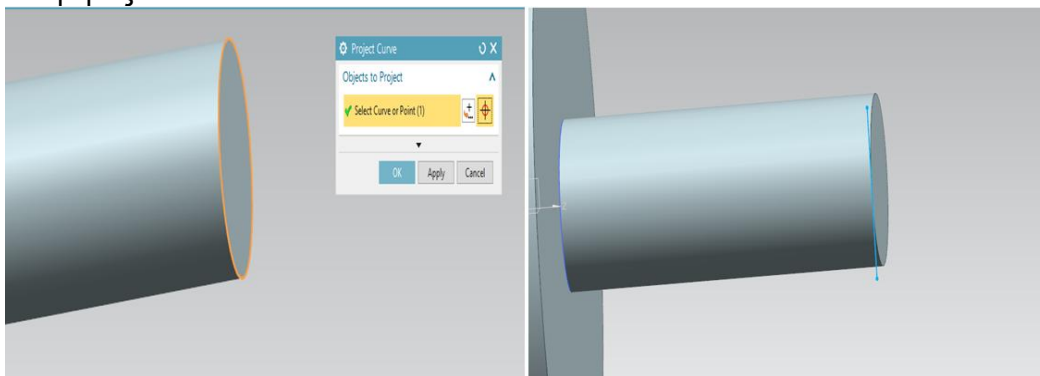 Project Curve
Objects to Project
Select Curve or Point (1)
OK Apply Cancel